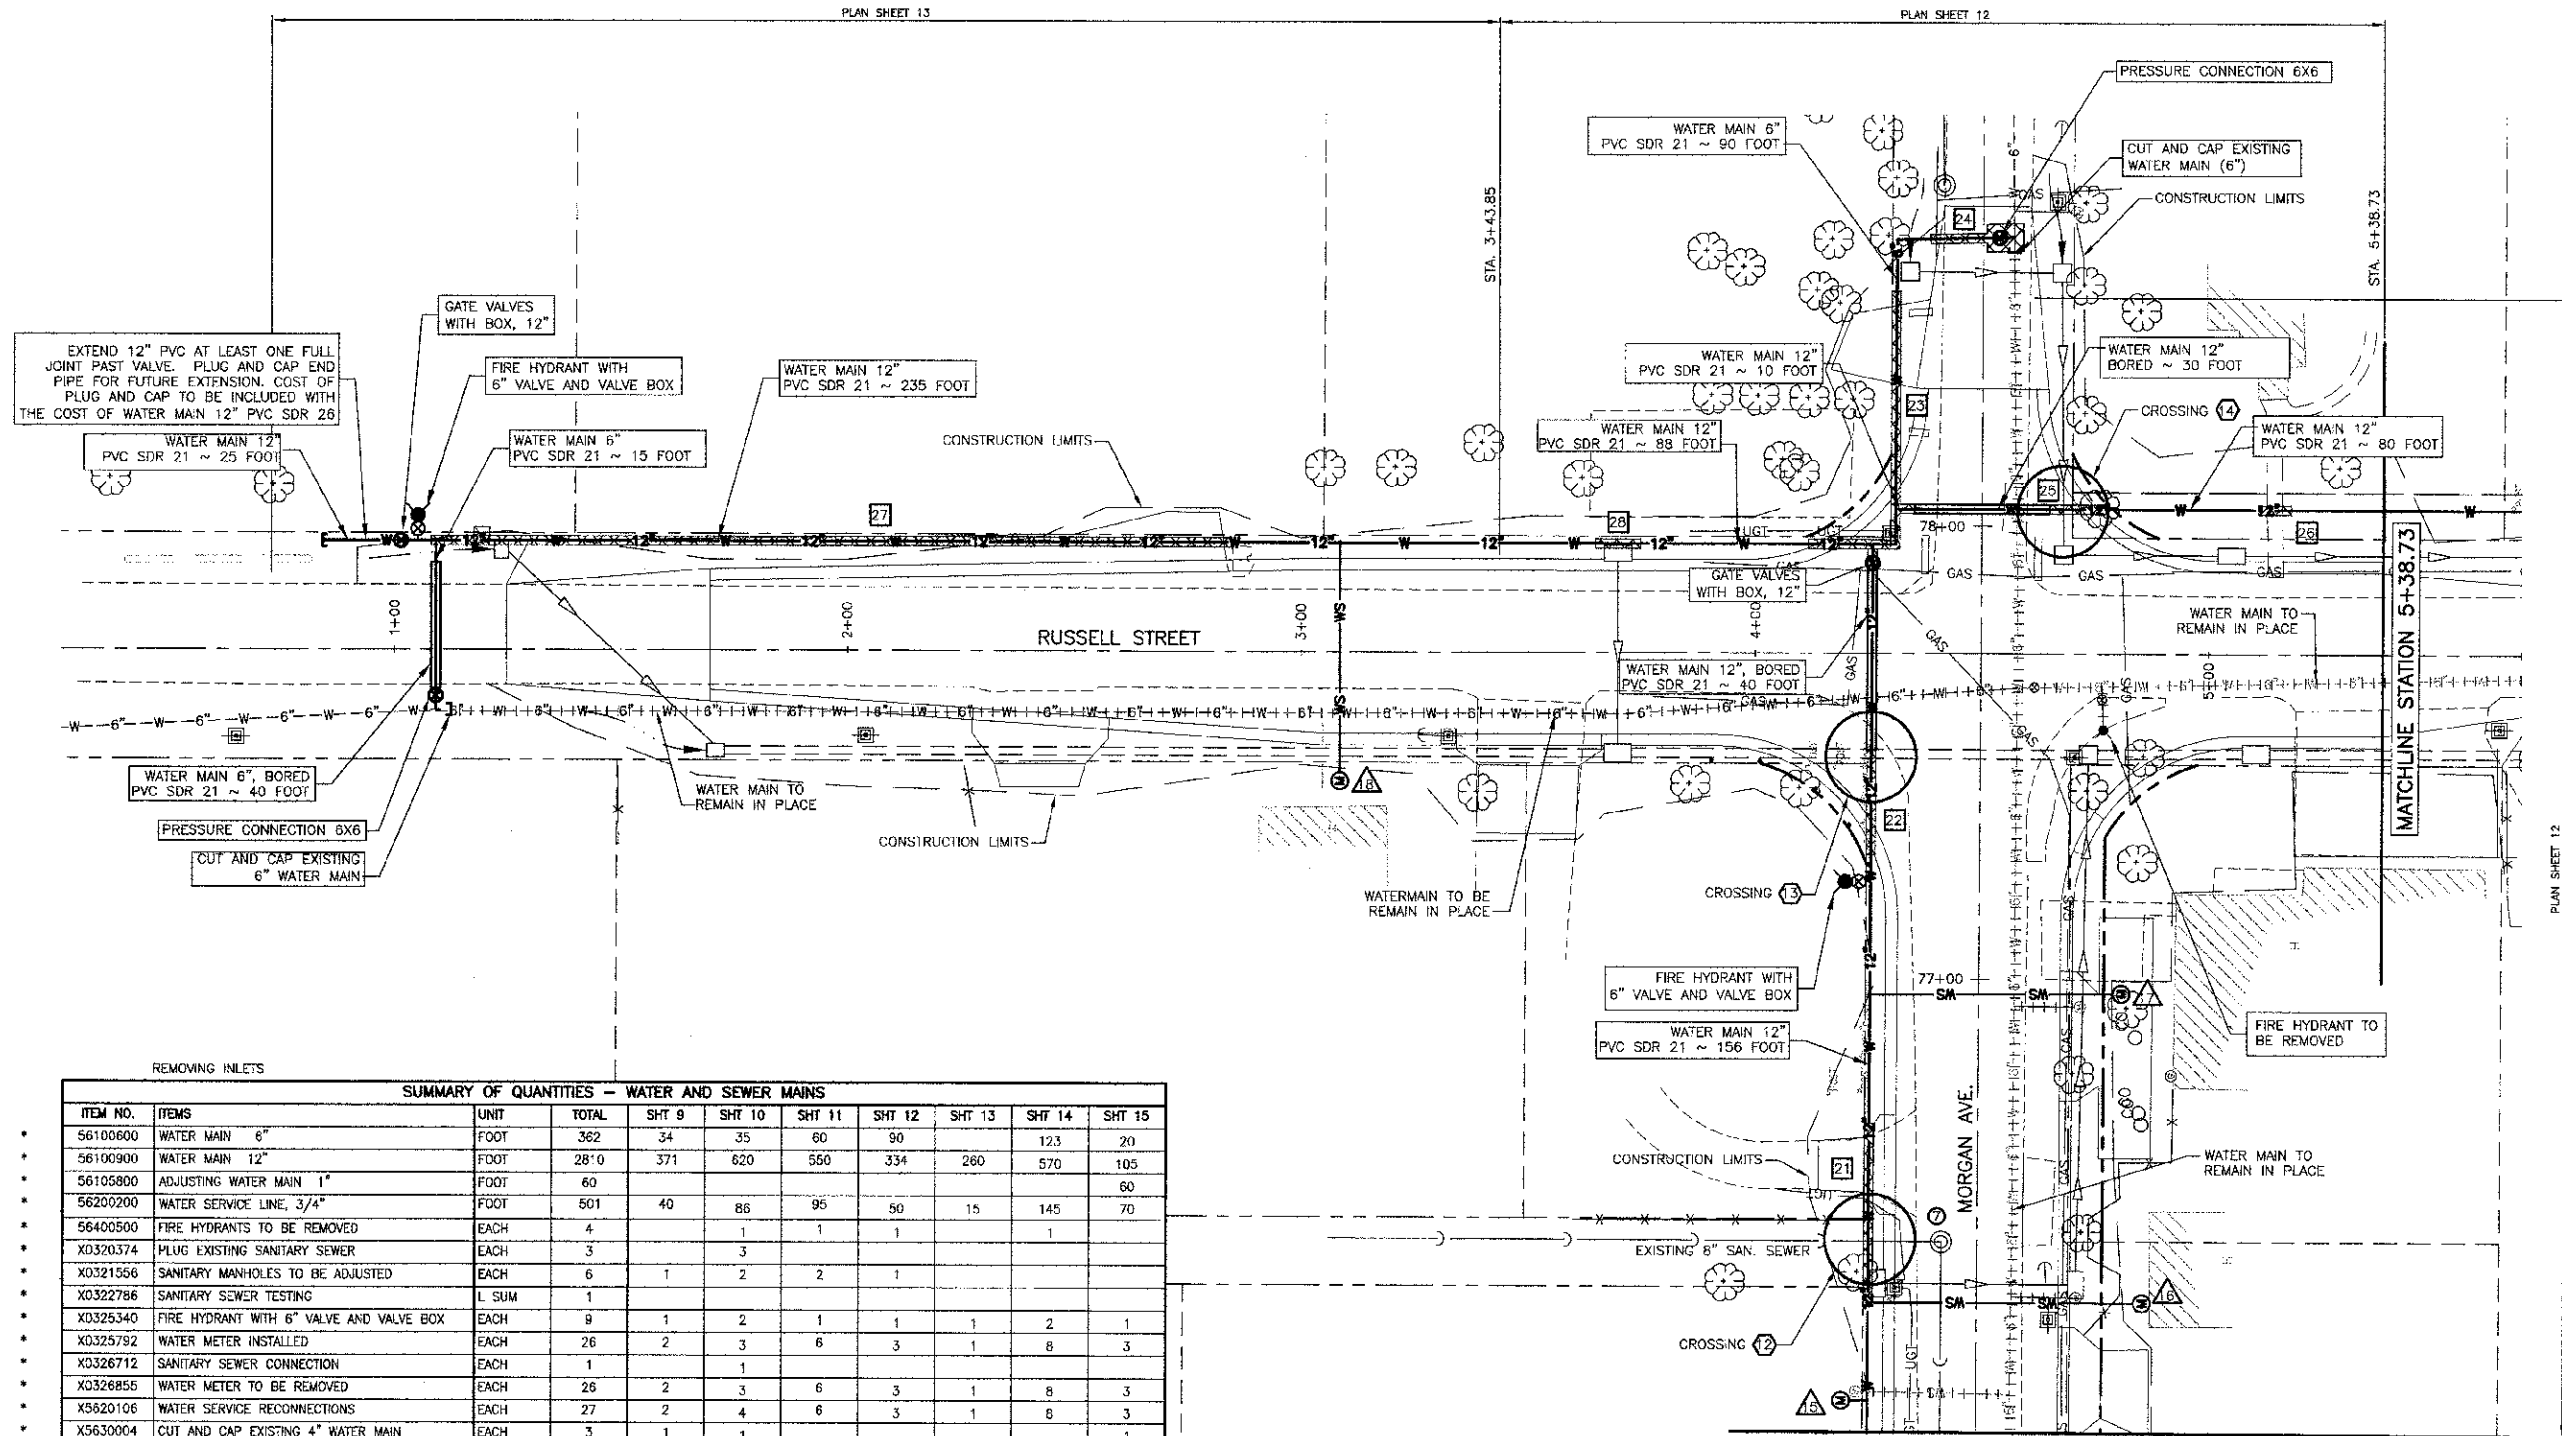 PLAN SHEET 13
PLAN SHEET 12
PRESSURE CONNECTION 6X6
WATER MAIN 6"
PVC SDR 21 ~ 90 FOOT
CUT AND CAP EXISTING
WATER MAIN (6")
CONSTRUCTION LIMITS
STA. 3+43.85
STA. 5+38.73
24
GATE VALVES
WITH BOX, 12"
EXTEND 12" PVC AT LEAST ONE FULL
JOINT PAST VALVE. PLUG AND CAP END
PIPE FOR FUTURE EXTENSION. COST OF
PLUG AND CAP TO BE INCLUDED WITH
THE COST OF WATER MAIN 12" PVC SDR 26
FIRE HYDRANT WITH
6" VALVE AND VALVE BOX
WATER MAIN 12"
PVC SDR 21 ~ 235 FOOT
WATER MAIN 12"
PVC SDR 21 ~ 10 FOOT
WATER MAIN 12"
BORED ~ 30 FOOT
23
CROSSING 14
WATER MAIN 12"
PVC SDR 21 ~ 25 FOOT
WATER MAIN 6"
PVC SDR 21 ~ 15 FOOT
CONSTRUCTION LIMITS
WATER MAIN 12"
PVC SDR 21 ~ 88 FOOT
WATER MAIN 12"
PVC SDR 21 ~ 80 FOOT
27
28
25
26
78+00
UGT
GAS GAS GAS
GATE VALVES
WITH BOX, 12"
1+00
2+00
3+00
4+00
5+00
RUSSELL STREET
WS
WS
WATER MAIN TO
REMAIN IN PLACE
WATER MAIN 12", BORED
PVC SDR 21 ~ 40 FOOT
MATCHLINE STATION 5+38.73
WATER MAIN 6", BORED
PVC SDR 21 ~ 40 FOOT
WATER MAIN TO
REMAIN IN PLACE
18
PRESSURE CONNECTION 6X6
CUT AND CAP EXISTING
6" WATER MAIN
CONSTRUCTION LIMITS
22
PLAN SHEET 12
WATERMAIN TO BE
REMAIN IN PLACE
CROSSING 13
FIRE HYDRANT WITH
6" VALVE AND VALVE BOX
77+00
SM SM
FIRE HYDRANT TO
BE REMOVED
WATER MAIN 12"
PVC SDR 21 ~ 156 FOOT
MORGAN AVE.
CONSTRUCTION LIMITS
21
WATER MAIN TO
REMAIN IN PLACE
7
EXISTING 8" SAN. SEWER
SM SM
16
CROSSING 12
15
REMOVING INLETS
SUMMARY OF QUANTITIES – WATER AND SEWER MAINS
ITEM NO. ITEMS UNIT TOTAL SHT 9 SHT 10 SHT 11 SHT 12 SHT 13 SHT 14 SHT 15
* 56100600 WATER MAIN 6" FOOT 362 34 35 60 90 123 20
* 56100900 WATER MAIN 12" FOOT 2810 371 620 550 334 260 570 105
* 56105800 ADJUSTING WATER MAIN 1" FOOT 60 60
* 56200200 WATER SERVICE LINE, 3/4" FOOT 501 40 86 95 50 15 145 70
* 56400500 FIRE HYDRANTS TO BE REMOVED EACH 4 1 1 1 1
* X0320374 PLUG EXISTING SANITARY SEWER EACH 3 3
* X0321556 SANITARY MANHOLES TO BE ADJUSTED EACH 6 1 2 2 1
* X0322786 SANITARY SEWER TESTING L SUM 1
* X0325340 FIRE HYDRANT WITH 6" VALVE AND VALVE BOX EACH 9 1 2 1 1 1 2 1
* X0325792 WATER METER INSTALLED EACH 26 2 3 6 3 1 8 3
* X0326712 SANITARY SEWER CONNECTION EACH 1 1
* X0326855 WATER METER TO BE REMOVED EACH 26 2 3 6 3 1 8 3
* X5620106 WATER SERVICE RECONNECTIONS EACH 27 2 4 6 3 1 8 3
* X5630004 CUT AND CAP EXISTING 4" WATER MAIN EACH 3 1 1 1